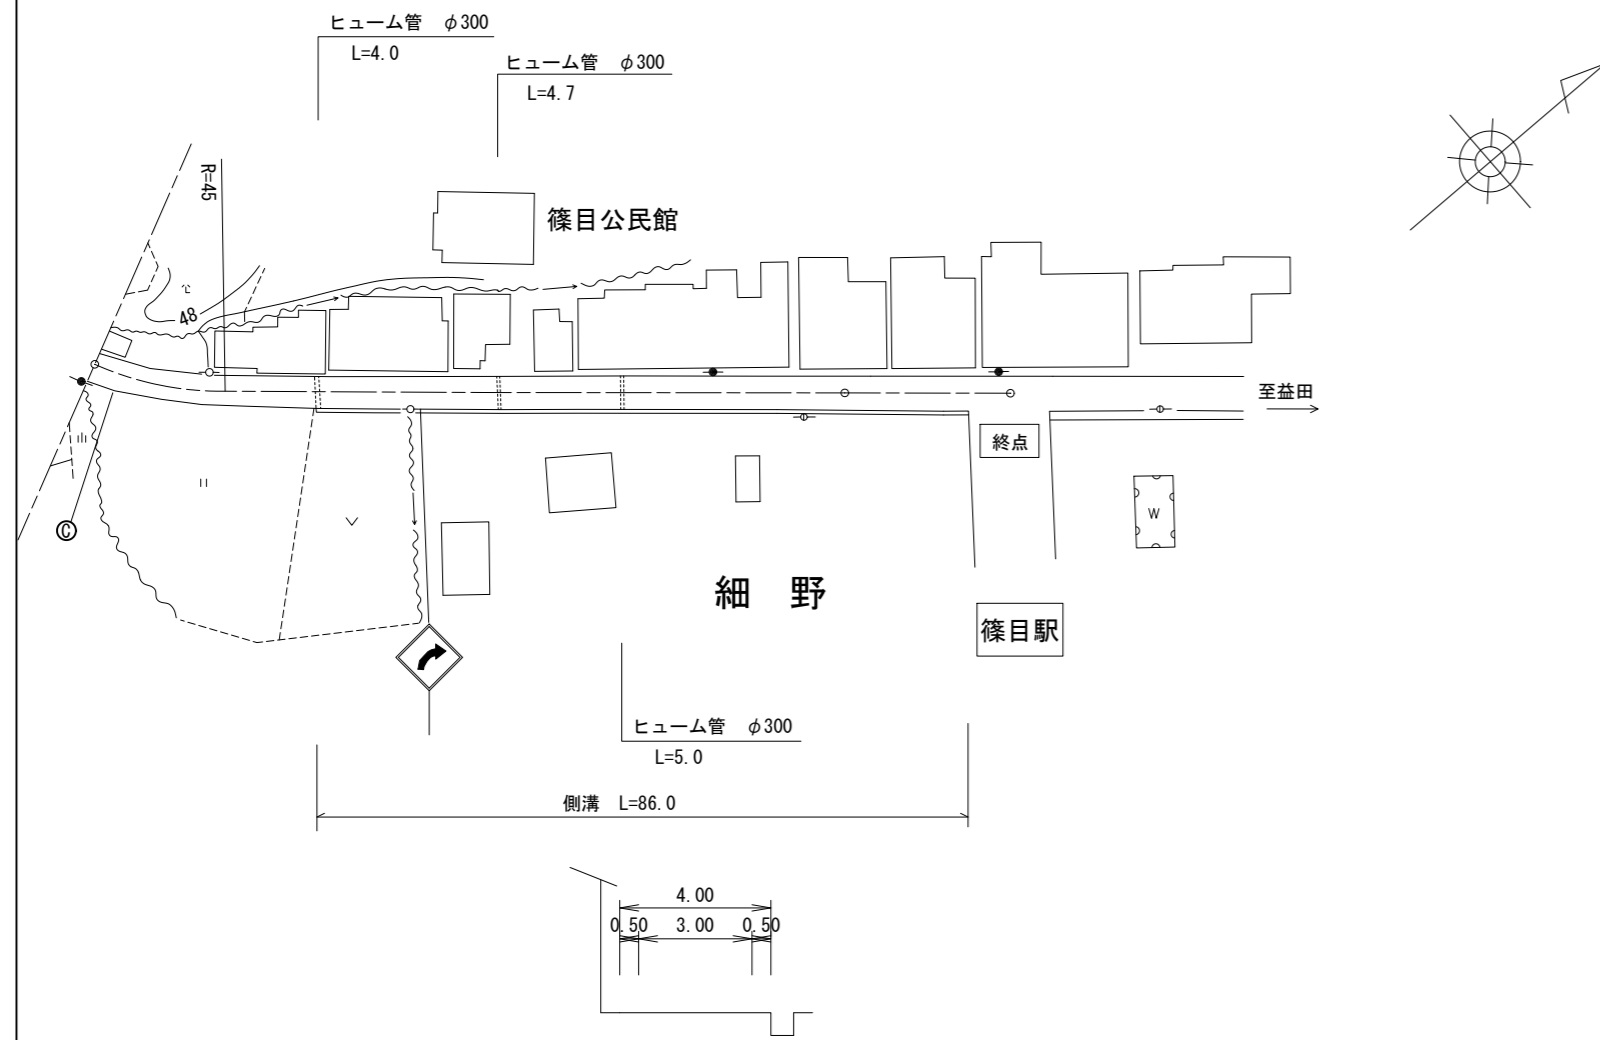 ヒューム管 φ300
L=4.0
ヒューム管 φ300
L=4.7
R=45
篠目公民館
48
至益田
終点
C
W
細 野
篠目駅
ヒューム管 φ300
L=5.0
側溝 L=86.0
4.00
0.50 3.00 0.50